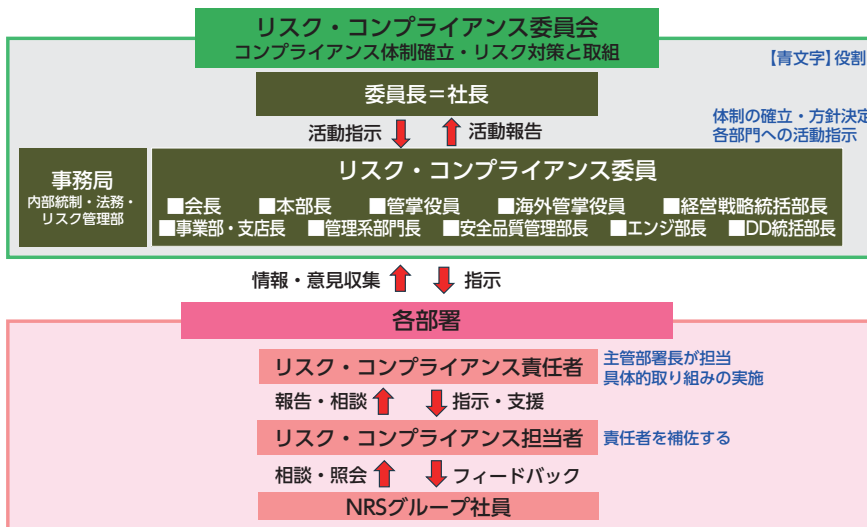 リスク・コンプライアンス委員会
コンプライアンス体制確立・リスク対策と取組
【青文字】役割
委員長＝社長
体制の確立・方針決定
各部門への活動指示
活動指示
活動報告
事務局
内部統制・法務・
リスク管理部
リスク・コンプライアンス委員
■会長 ■本部長 ■管掌役員 ■海外管掌役員 ■経営戦略統括部長
■事業部・支店長 ■管理系部門長 ■安全品質管理部長 ■エンジ部長 ■DD統括部長
情報・意見収集
指示
各部署
リスク・コンプライアンス責任者
主管部署長が担当
具体的取り組みの実施
報告・相談
指示・支援
リスク・コンプライアンス担当者
責任者を補佐する
相談・照会
フィードバック
NRSグループ社員